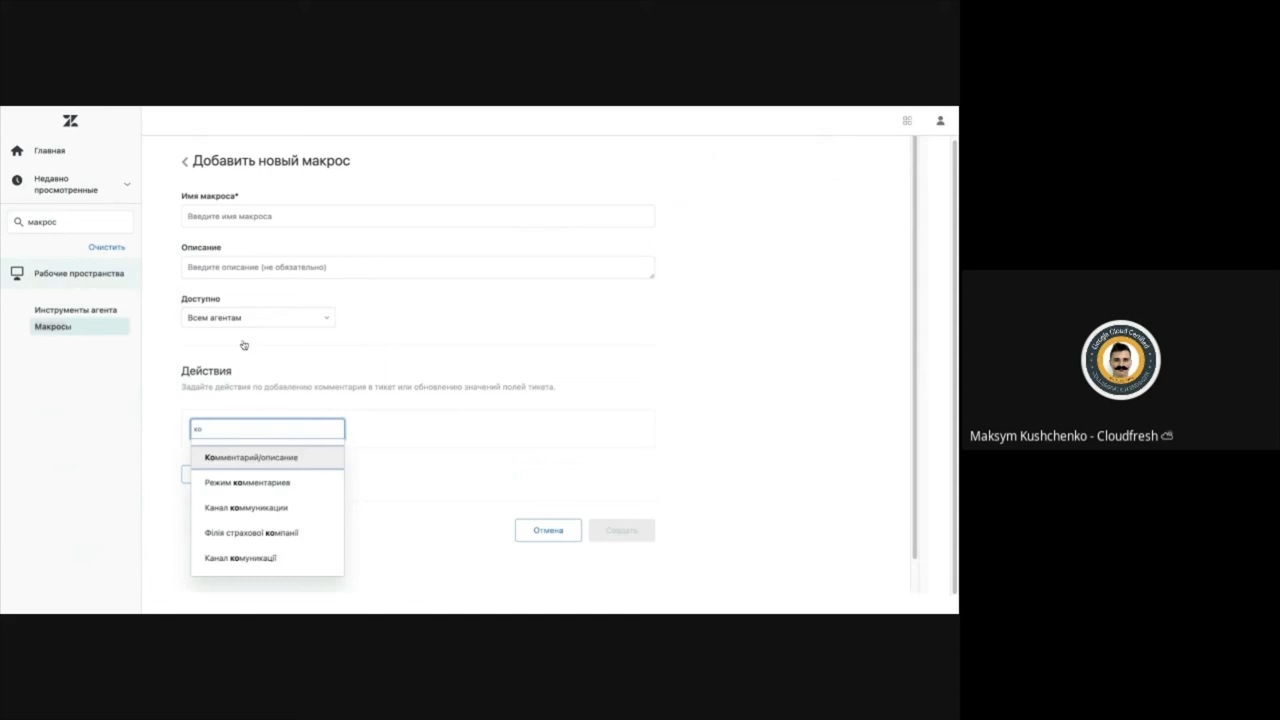 Главная
Недавно
просмотренные
макрос
Очистить
Рабочие пространства
Инструменты агента
Макросы
Добавить новый макрос
Имя макроса*
Введите имя макроса
Описание
Введите описание (не обязательно)
Доступно
Всем агентам
Действия
Задайте действия по добавлению комментария в тикет или обновлению значений полей тикета.
ко
Комментарий/описание
Режим комментариев
Канал коммуникации
Філія страхової компанії
Канал комунікації
Отмена
Создать
Maksym Kushchenko - Cloudfresh